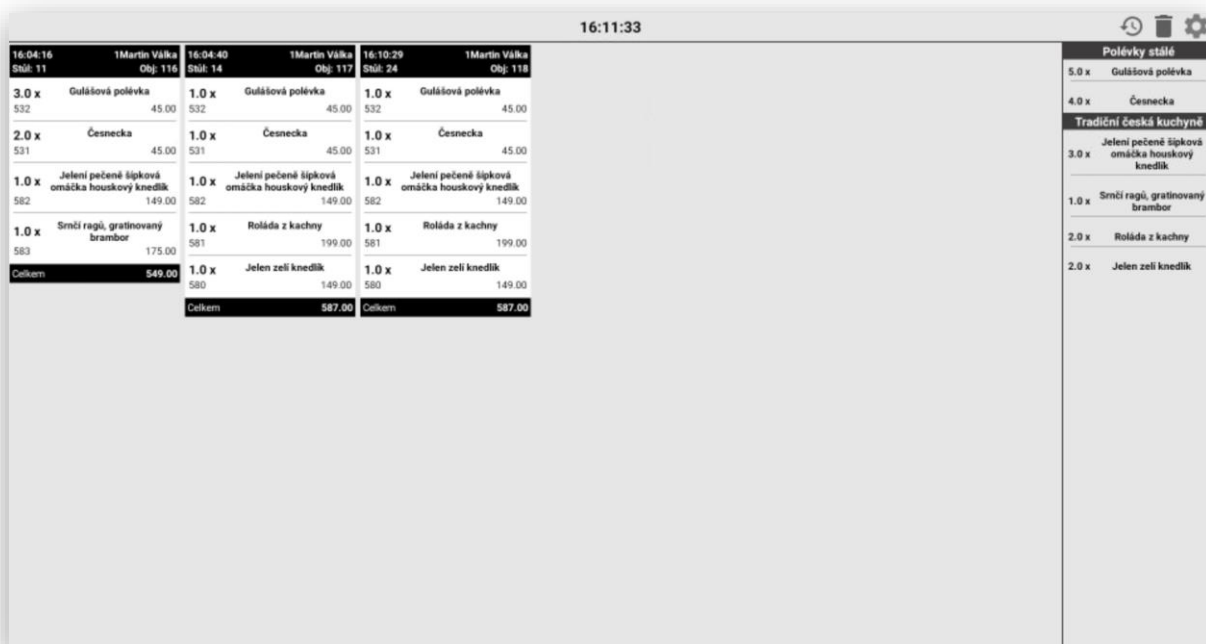 16:11:33
16:04:16 1Martin Válka
Stůl: 11 Obj: 116
3.0 x Gulášová polévka
532 45.00
2.0 x Česnecka
531 45.00
1.0 x Jelení pečeně šípková
omáčka houskový knedlík
582 149.00
1.0 x Srnčí ragů, gratinovaný
brambor
583 175.00
Celkem 549.00
16:04:40 1Martin Válka
Stůl: 14 Obj: 117
1.0 x Gulášová polévka
532 45.00
1.0 x Česnecka
531 45.00
1.0 x Jelení pečeně šípková
omáčka houskový knedlík
582 149.00
1.0 x Roláda z kachny
581 199.00
1.0 x Jelen zelí knedlík
580 149.00
Celkem 587.00
16:10:29 1Martin Válka
Stůl: 24 Obj: 118
1.0 x Gulášová polévka
532 45.00
1.0 x Česnecka
531 45.00
1.0 x Jelení pečeně šípková
omáčka houskový knedlík
582 149.00
1.0 x Roláda z kachny
581 199.00
1.0 x Jelen zelí knedlík
580 149.00
Celkem 587.00
Polévky stálé
5.0 x Gulášová polévka
4.0 x Česnecka
Tradiční česká kuchyně
3.0 x Jelení pečeně šípková
omáčka houskový
knedlík
1.0 x Srnčí ragů, gratinovaný
brambor
2.0 x Roláda z kachny
2.0 x Jelen zelí knedlík